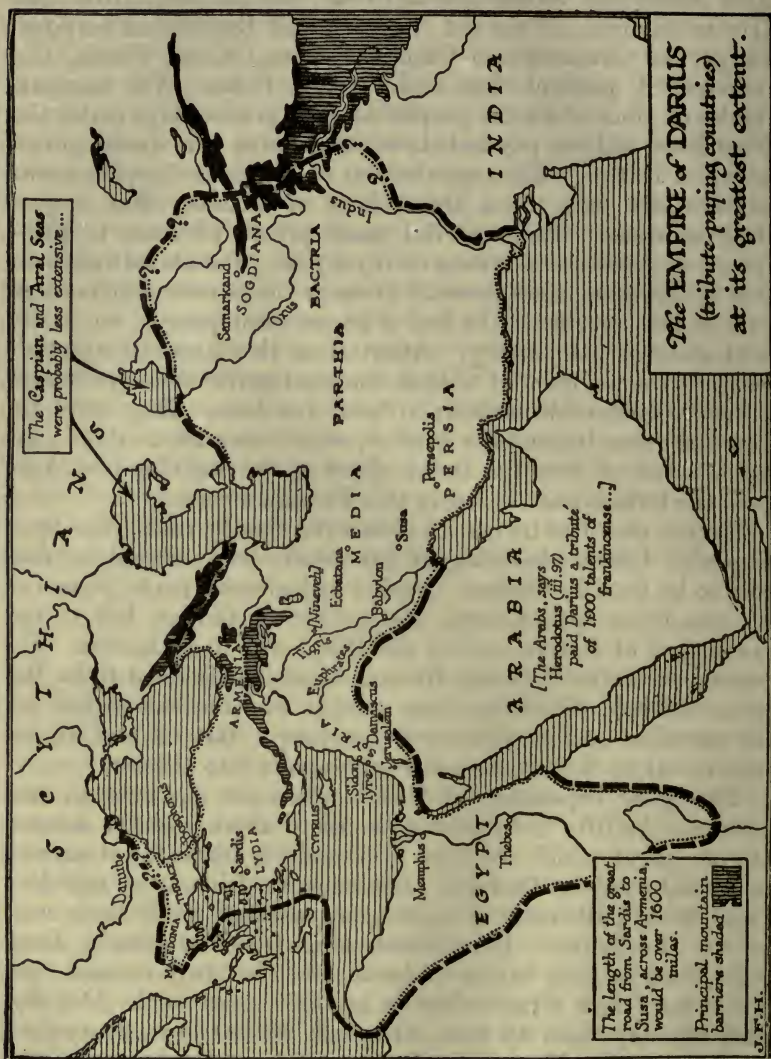 The EMPIRE of DARIUS
(tribute-paying countries)
at its greatest extent.
The Caspian and Aral Seas
were probably less extensive...
SCYTHIANS
Danube
MACEDONIA
THRACE
Bosphorus
Sardis
LYDIA
CYPRUS
ARMENIA
Tigris
[Nineveh]
Euphrates
Ecbatana
MEDIA
Babylon
Susa
Persepolis
PERSIA
PARTHIA
BACTRIA
SOGDIANA
Samarkand
Oxus
Indus
INDIA
SYRIA
Sidon
Tyre
Damascus
Jerusalem
Memphis
EGYPT
Thebes
ARABIA
[The Arabs, says
Herodotus (iii.97)
paid Darius a tribute
of 1000 talents of
frankincense...]
The length of the great
road from Sardis to
Susa, across Armenia,
would be over 1600
miles.
Principal mountain
barriers shaded
J.F.H.
? ? ? ?